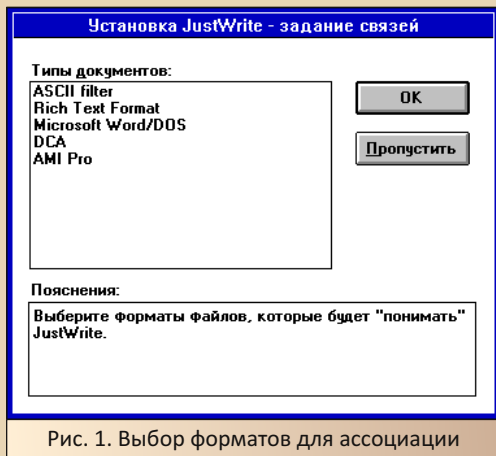 Установка JustWrite - задание связей
Типы документов:
ASCII filter
Rich Text Format
Microsoft Word/DOS
DCA
AMI Pro
OK
Пропустить
Пояснения:
Выберите форматы файлов, которые будет "понимать"
JustWrite.
Рис. 1. Выбор форматов для ассоциации